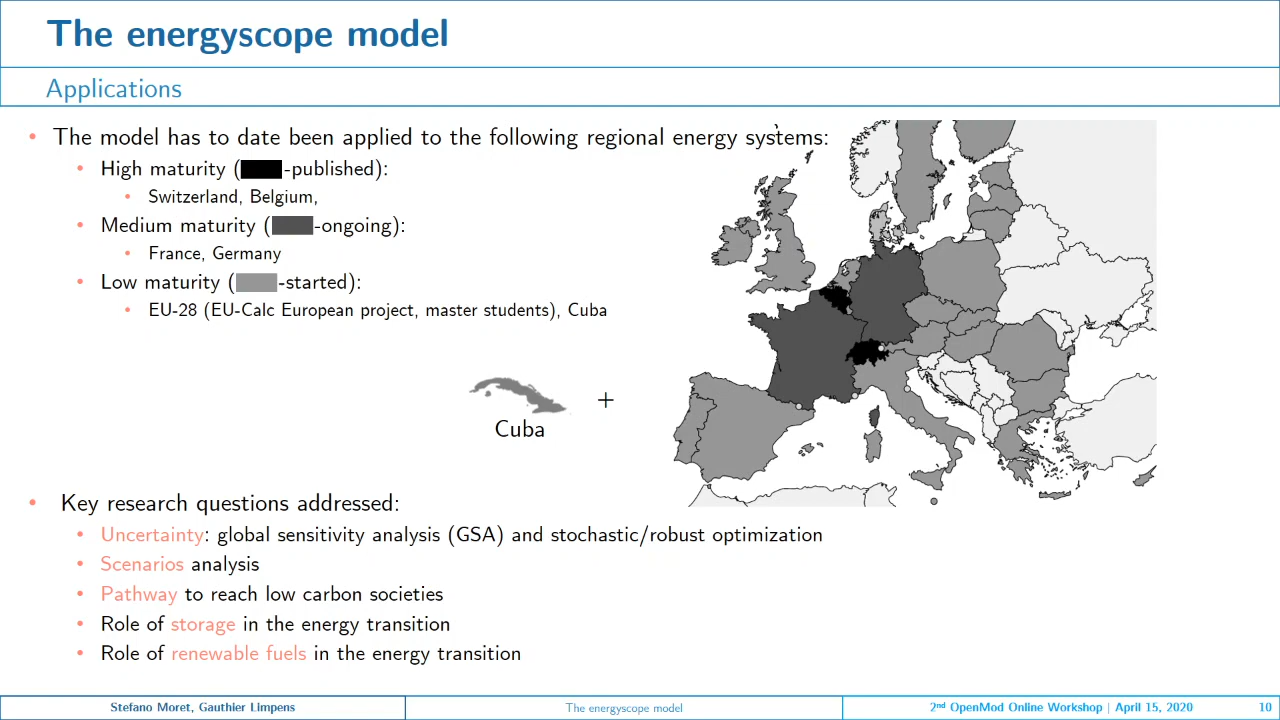 The energyscope model
Applications
• The model has to date been applied to the following regional energy systems:
• High maturity ( -published):
• Switzerland, Belgium,
• Medium maturity ( -ongoing):
• France, Germany
• Low maturity ( -started):
• EU-28 (EU-Calc European project, master students), Cuba
+
Cuba
• Key research questions addressed:
• Uncertainty: global sensitivity analysis (GSA) and stochastic/robust optimization
• Scenarios analysis
• Pathway to reach low carbon societies
• Role of storage in the energy transition
• Role of renewable fuels in the energy transition
Stefano Moret, Gauthier Limpens
The energyscope model
2nd OpenMod Online Workshop | April 15, 2020
10